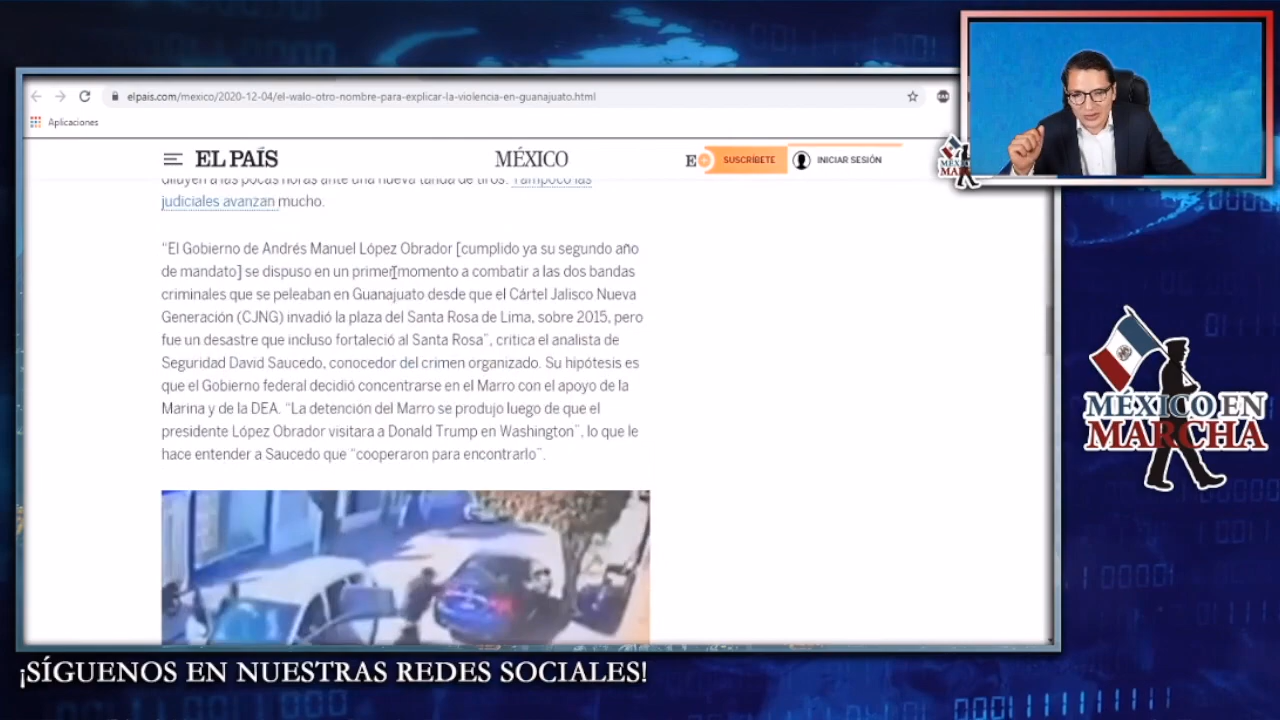 elpais.com/mexico/2020-12-04/el-walo-otro-nombre-para-explicar-la-violencia-en-guanajuato.html
Aplicaciones
EL PAÍS
MÉXICO
E
SUSCRÍBETE
INICIAR SESIÓN
diluyen a las pocas horas ante una nueva tanda de tiros. Tampoco las
judiciales avanzan mucho.
“El Gobierno de Andrés Manuel López Obrador [cumplido ya su segundo año
de mandato] se dispuso en un primer momento a combatir a las dos bandas
criminales que se peleaban en Guanajuato desde que el Cártel Jalisco Nueva
Generación (CJNG) invadió la plaza del Santa Rosa de Lima, sobre 2015, pero
fue un desastre que incluso fortaleció al Santa Rosa”, critica el analista de
Seguridad David Saucedo, conocedor del crimen organizado. Su hipótesis es
que el Gobierno federal decidió concentrarse en el Marro con el apoyo de la
Marina y de la DEA. “La detención del Marro se produjo luego de que el
presidente López Obrador visitara a Donald Trump en Washington”, lo que le
hace entender a Saucedo que “cooperaron para encontrarlo”.
MÉXICO EN
MARCHA
¡SÍGUENOS EN NUESTRAS REDES SOCIALES!